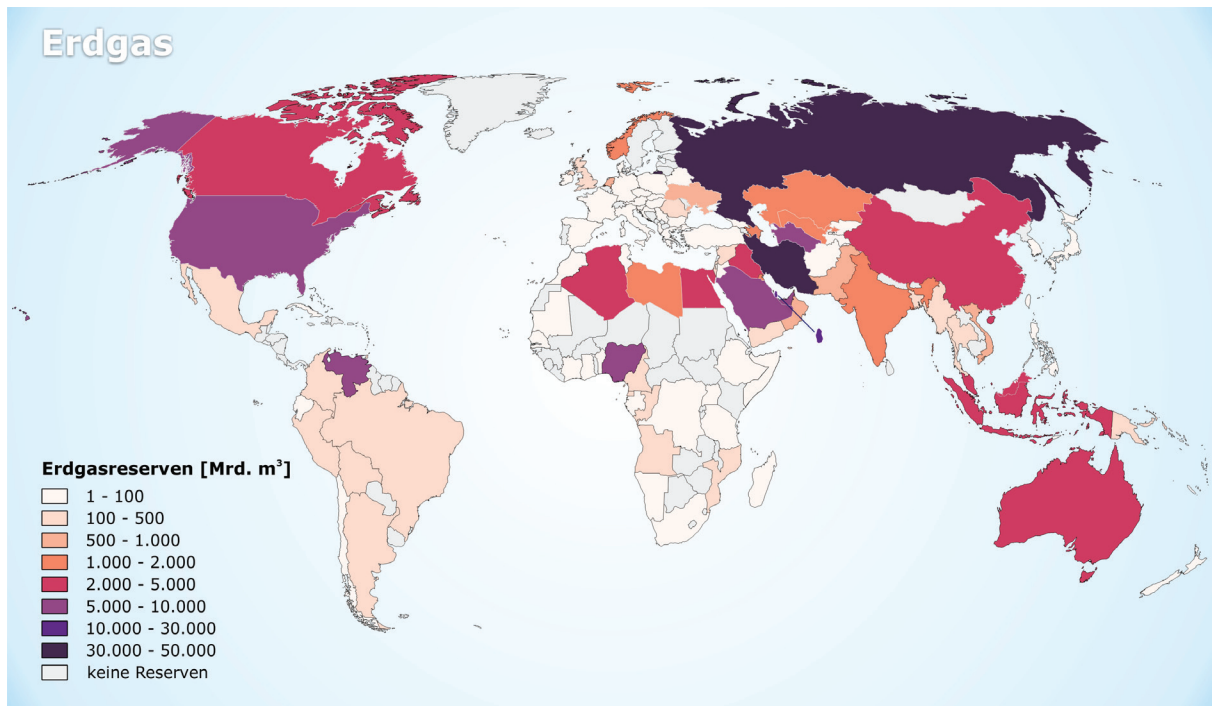 Erdgas
Erdgasreserven [Mrd. m³]
1 - 100
100 - 500
500 - 1.000
1.000 - 2.000
2.000 - 5.000
5.000 - 10.000
10.000 - 30.000
30.000 - 50.000
keine Reserven